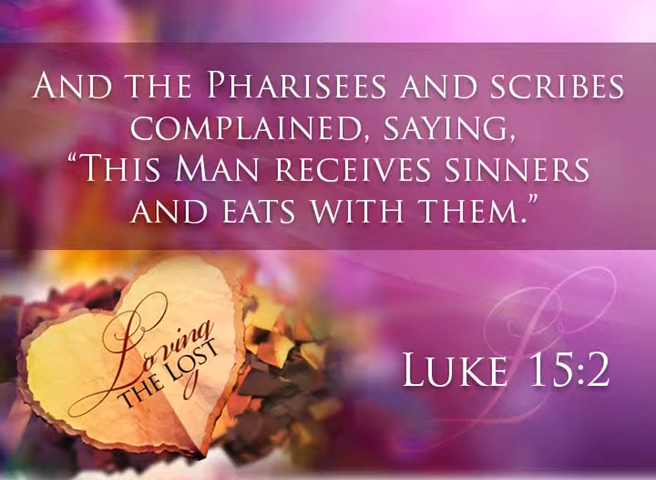 And the Pharisees and scribes
complained, saying,
“This Man receives sinners
and eats with them.”
Loving
the Lost
Luke 15:2
L